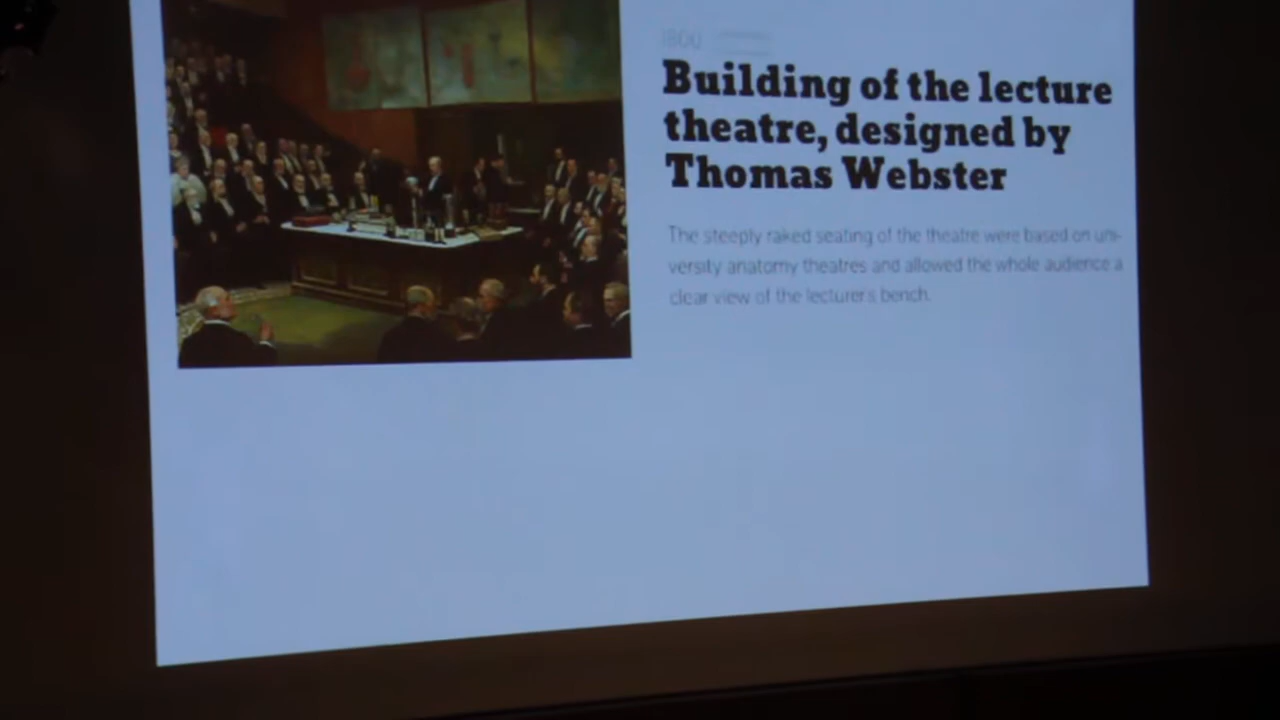 1800
Building of the lecture
theatre, designed by
Thomas Webster
The steeply raked seating of the theatre were based on uni-
versity anatomy theatres and allowed the whole audience a
clear view of the lecturer's bench.